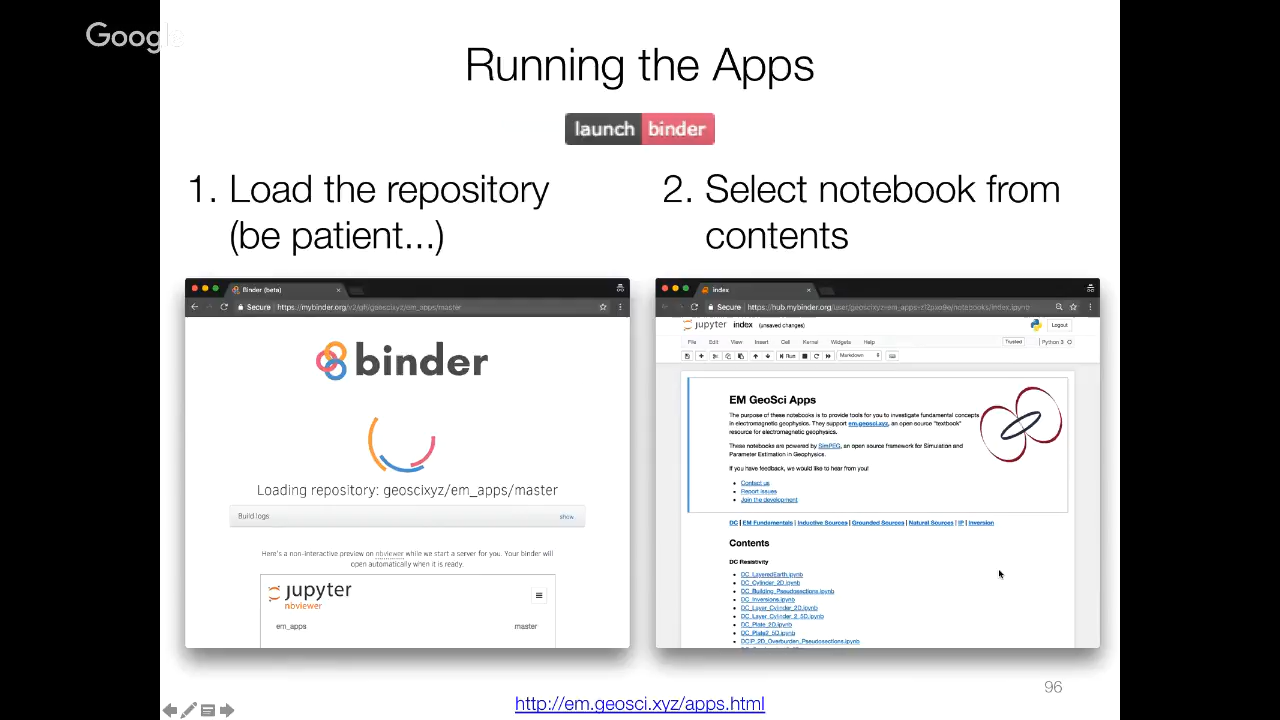 Google
Running the Apps
launch binder
1. Load the repository
(be patient...)
2. Select notebook from
contents
Binder (beta)
Secure https://mybinder.org/v2/gh/geoscixyz/em_apps/master
binder
Loading repository: geoscixyz/em_apps/master
Build logs show
Here's a non-interactive preview on nbviewer while we start a server for you. Your binder will
open automatically when it is ready.
jupyter
nbviewer
em_apps master
index
Secure
jupyter index (unsaved changes)
Logout
File Edit View Insert Cell Kernel Widgets Help
Trusted Python 3
Run Markdown
EM GeoSci Apps
The purpose of these notebooks is to provide tools for you to investigate fundamental concepts
in electromagnetic geophysics. They support em.geosci.xyz, an open source "textbook"
resource for electromagnetic geophysics.
These notebooks are powered by SimPEG, an open source framework for Simulation and
Parameter Estimation in Geophysics.
If you have feedback, we would like to hear from you!
Contact us
Report issues
Join the development
DC | EM Fundamentals | Inductive Sources | Grounded Sources | Natural Sources | IP | Inversion
Contents
DC Resistivity
DC_LayeredEarth.ipynb
DC_Cylinder_2D.ipynb
DC_Building_Pseudosections.ipynb
DC_Inversions.ipynb
DC_Layer_Cylinder_2D.ipynb
DC_Layer_Cylinder_2_5D.ipynb
DC_Plate_2D.ipynb
DC_Plate2_5D.ipynb
DCIP_2D_Overburden_Pseudosections.ipynb
96
http://em.geosci.xyz/apps.html